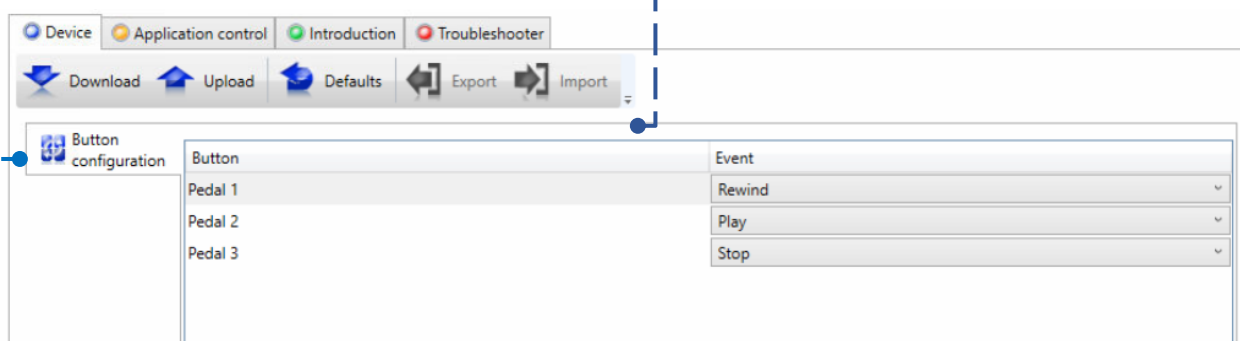 Device Application control Introduction Troubleshooter
Download Upload Defaults Export Import
Button
configuration
Button Event
Pedal 1 Rewind
Pedal 2 Play
Pedal 3 Stop